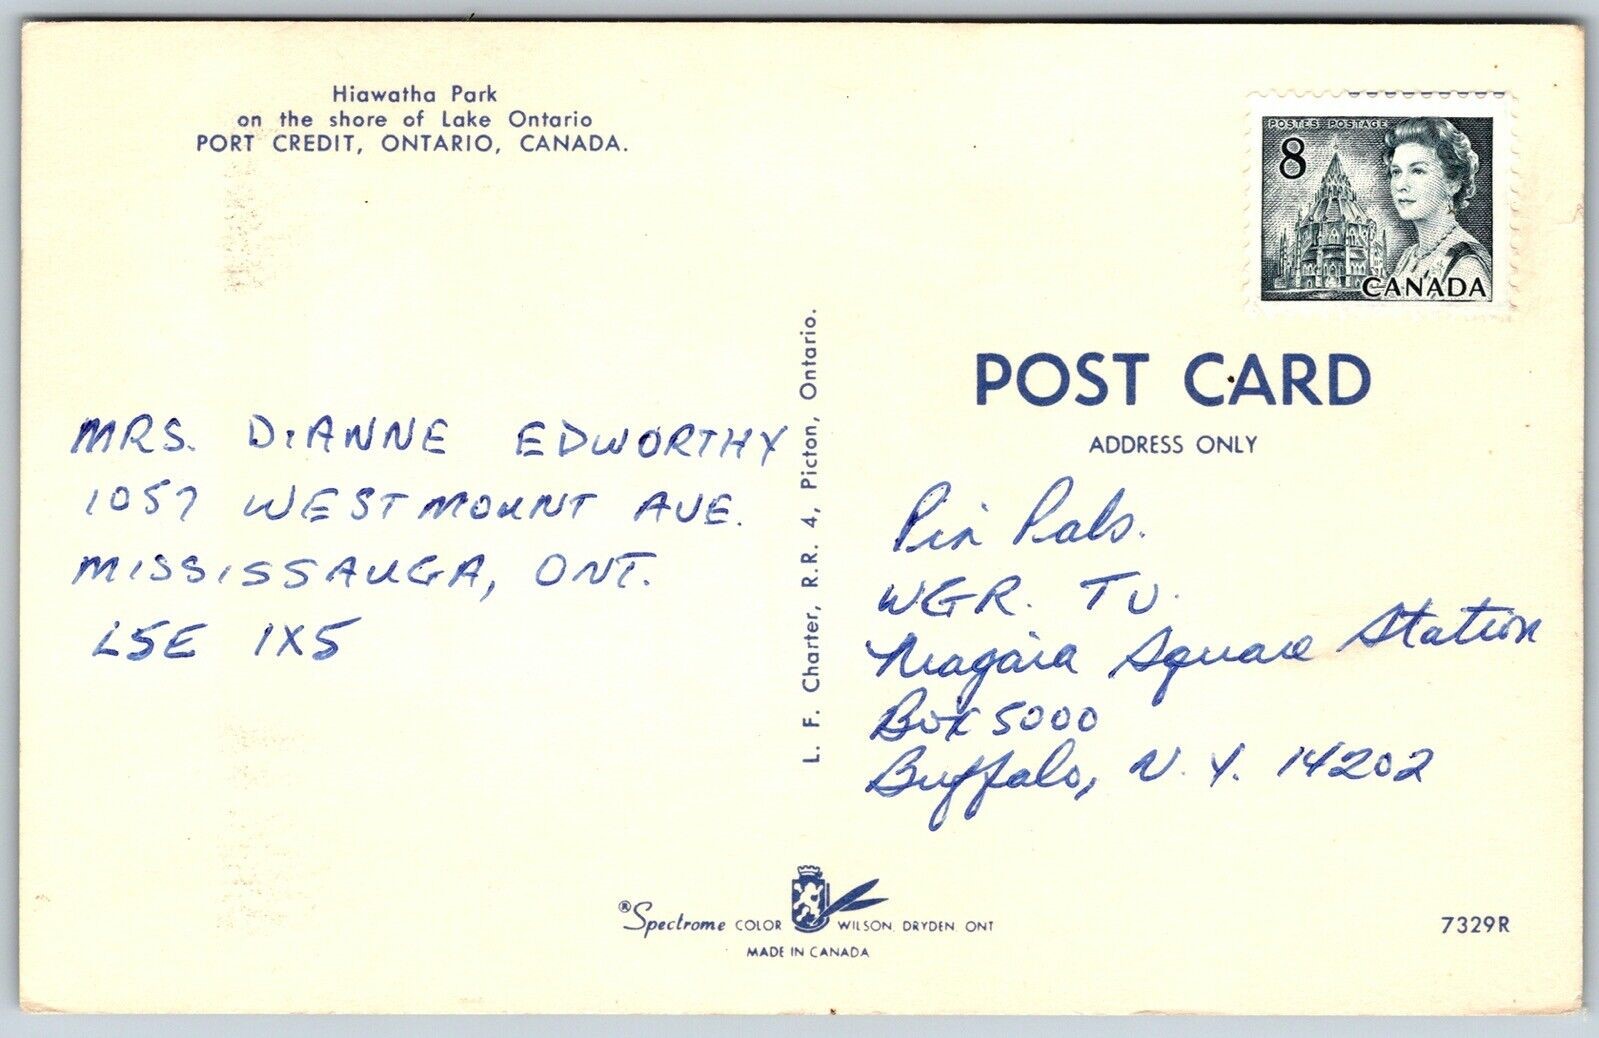 Hiawatha Park
on the shore of Lake Ontario
PORT CREDIT, ONTARIO, CANADA.
POSTES POSTAGE
8
CANADA
POST CARD
ADDRESS ONLY
MRS. DIANNE EDWORTHY
1057 WESTMOUNT AVE.
MISSISSAUGA, ONT.
L5E 1X5
L. F. Charter, R.R. 4, Picton, Ontario.
Pin Pals.
WGR. TV.
Niagara Square Station
Box 5000
Buffalo, N.Y. 14202
®Spectrome COLOR WILSON, DRYDEN ONT
MADE IN CANADA
7329R